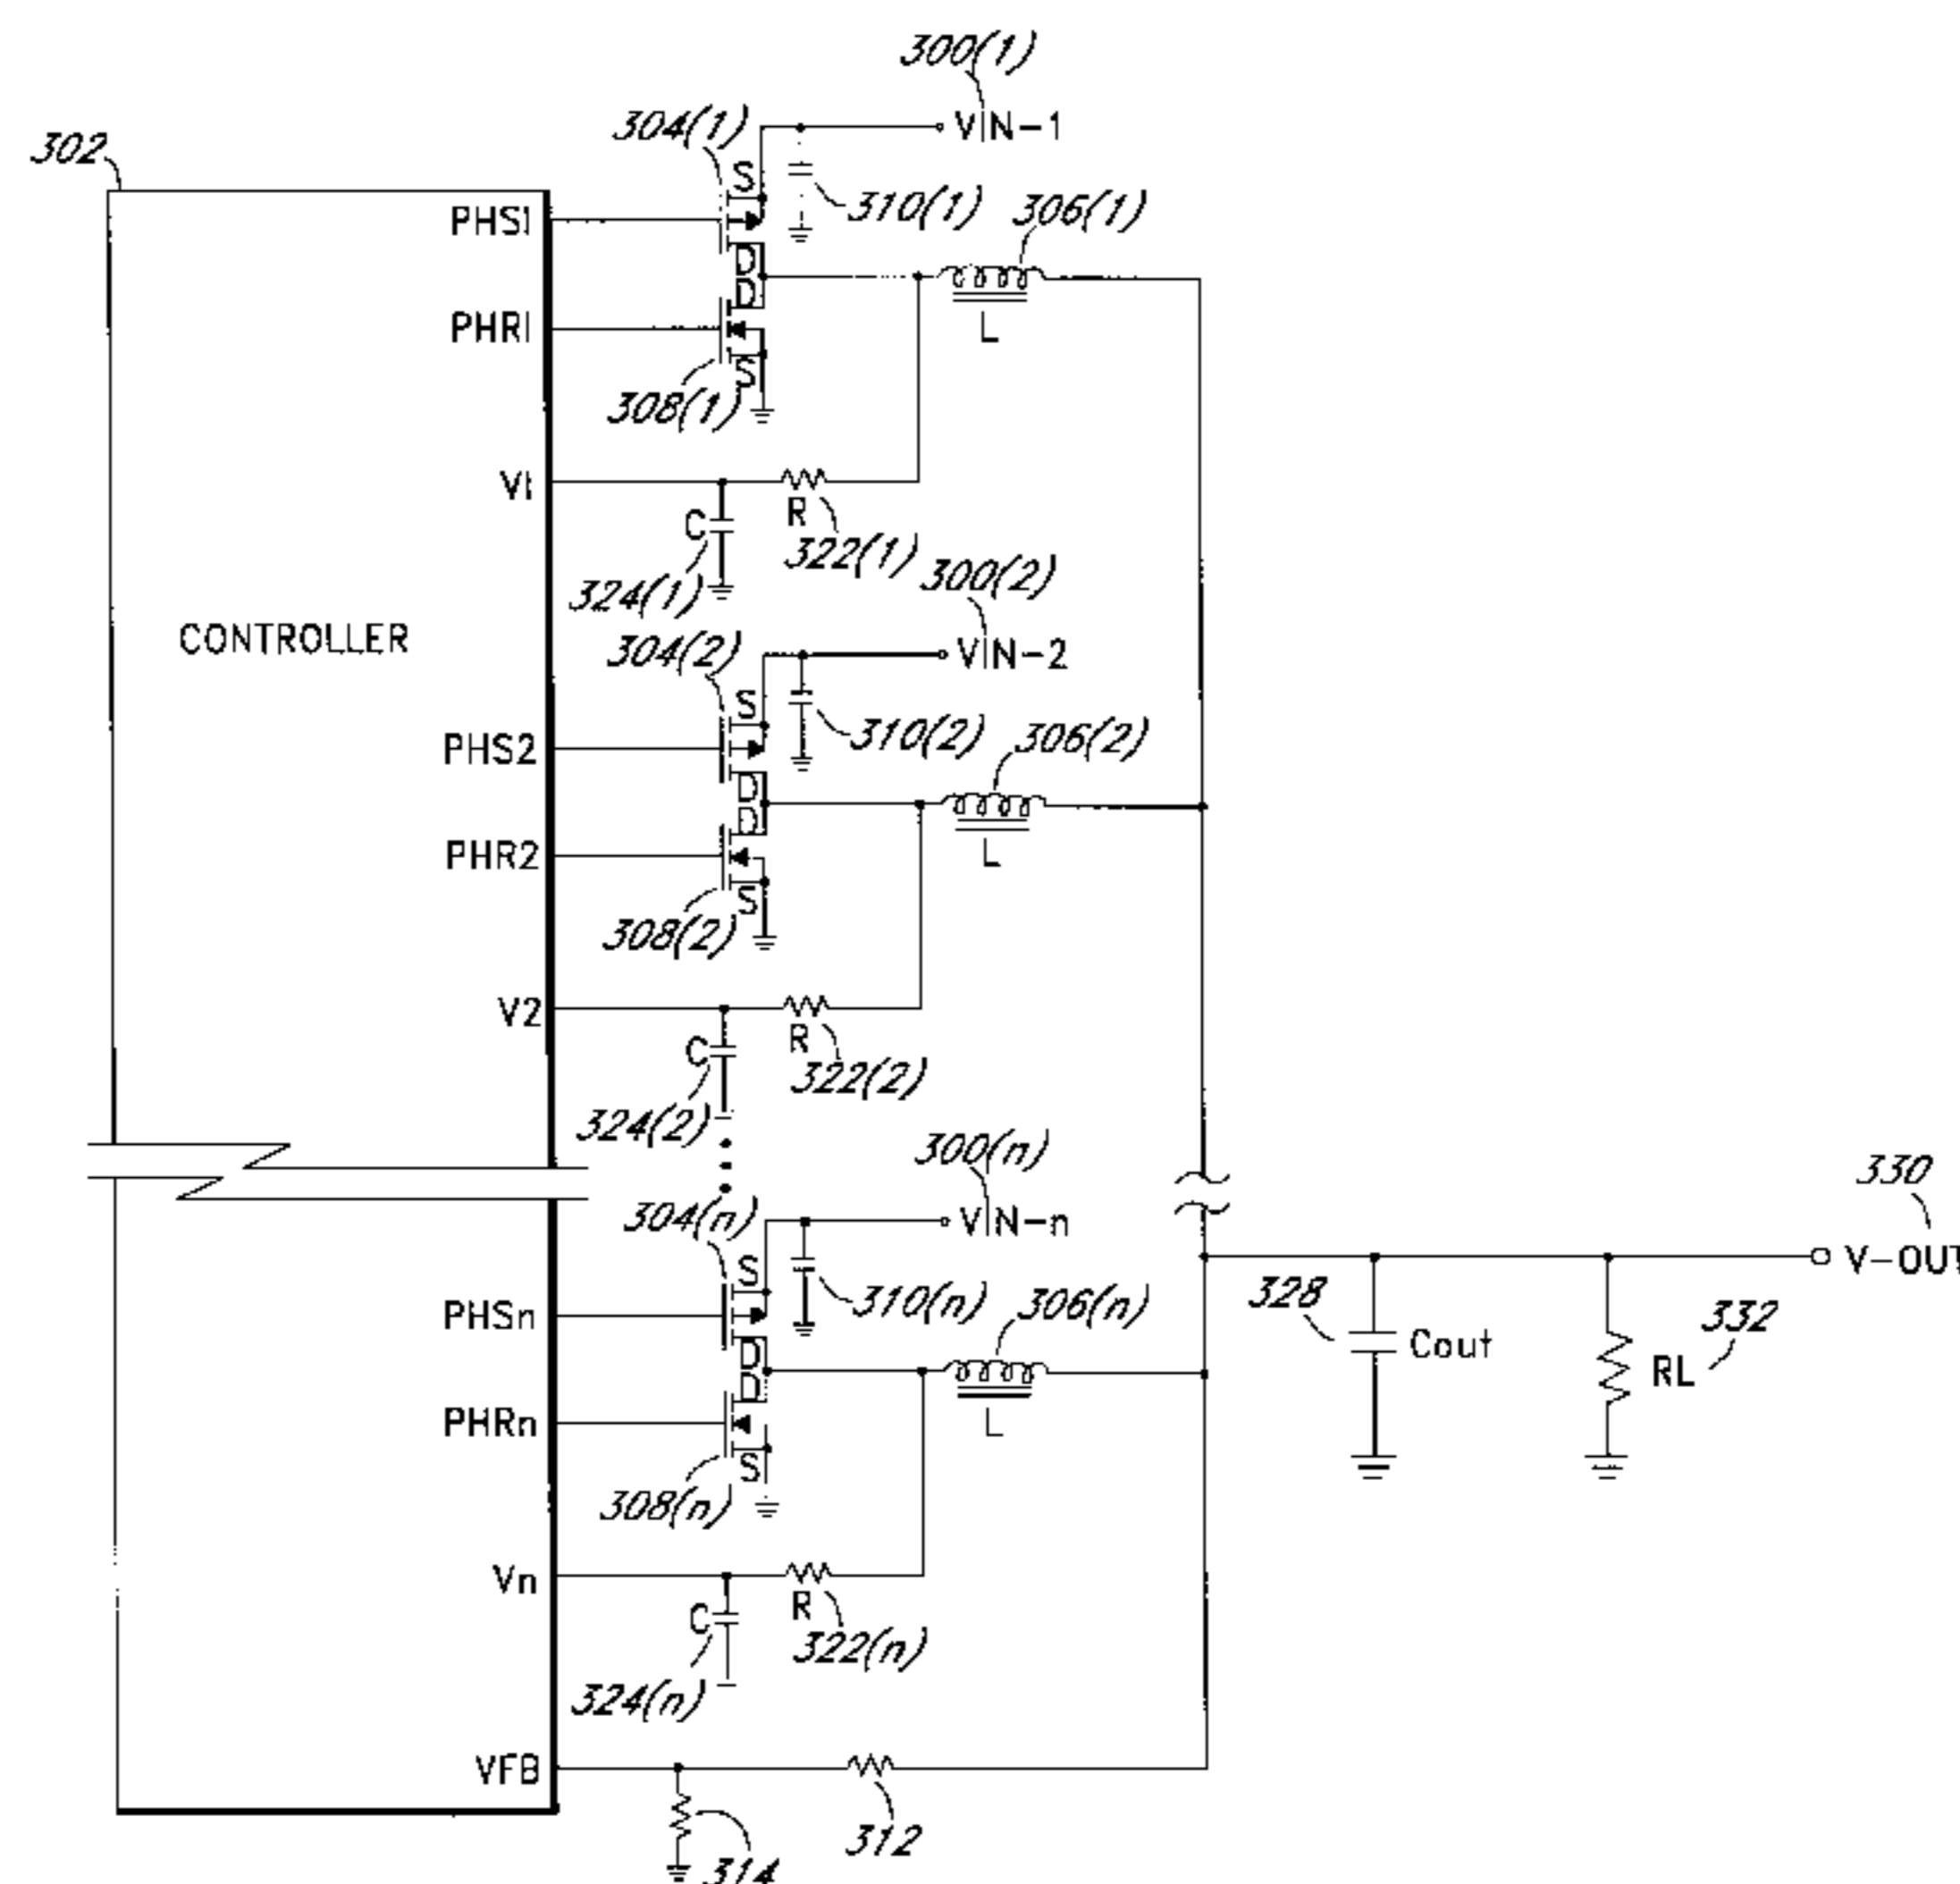 300(1)
304(1)
VIN-1
302
S
PHS1
310(1)
306(1)
D
D
PHR1
L
S
308(1)
V1
R
C
322(1)
300(2)
324(1)
CONTROLLER
304(2)
VIN-2
S
310(2)
306(2)
PHS2
D
D
PHR2
L
S
308(2)
V2
R
C
322(2)
324(2)
300(n)
330
304(n)
VIN-n
V-OUT
S
328
310(n)
306(n)
332
PHSn
Cout
D
RL
D
PHRn
L
S
308(n)
Vn
R
C
322(n)
324(n)
VFB
312
314